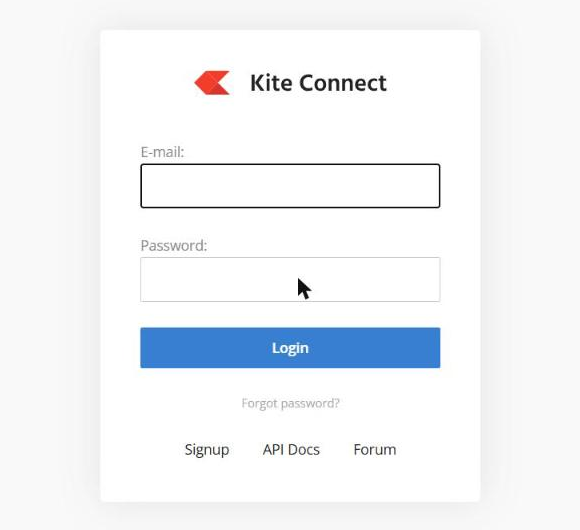 Kite Connect
E-mail:
Password:
Login
Forgot password?
Signup API Docs Forum